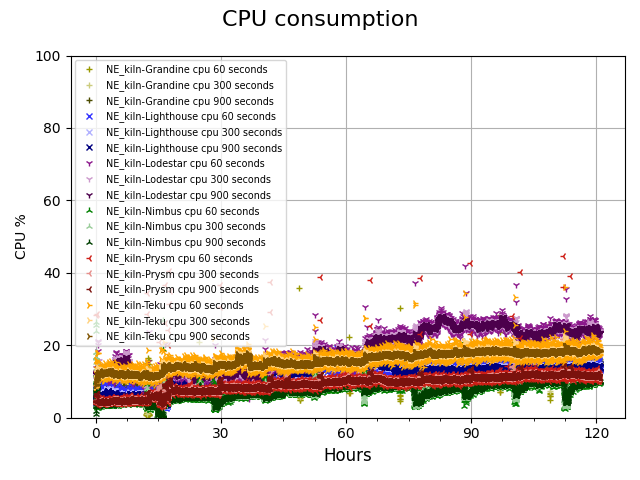 CPU consumption
100
80
60
40
20
0
CPU %
NE_kiln-Grandine cpu 60 seconds
NE_kiln-Grandine cpu 300 seconds
NE_kiln-Grandine cpu 900 seconds
NE_kiln-Lighthouse cpu 60 seconds
NE_kiln-Lighthouse cpu 300 seconds
NE_kiln-Lighthouse cpu 900 seconds
NE_kiln-Lodestar cpu 60 seconds
NE_kiln-Lodestar cpu 300 seconds
NE_kiln-Lodestar cpu 900 seconds
NE_kiln-Nimbus cpu 60 seconds
NE_kiln-Nimbus cpu 300 seconds
NE_kiln-Nimbus cpu 900 seconds
NE_kiln-Prysm cpu 60 seconds
NE_kiln-Prysm cpu 300 seconds
NE_kiln-Prysm cpu 900 seconds
NE_kiln-Teku cpu 60 seconds
NE_kiln-Teku cpu 300 seconds
NE_kiln-Teku cpu 900 seconds
0 30 60 90 120
Hours